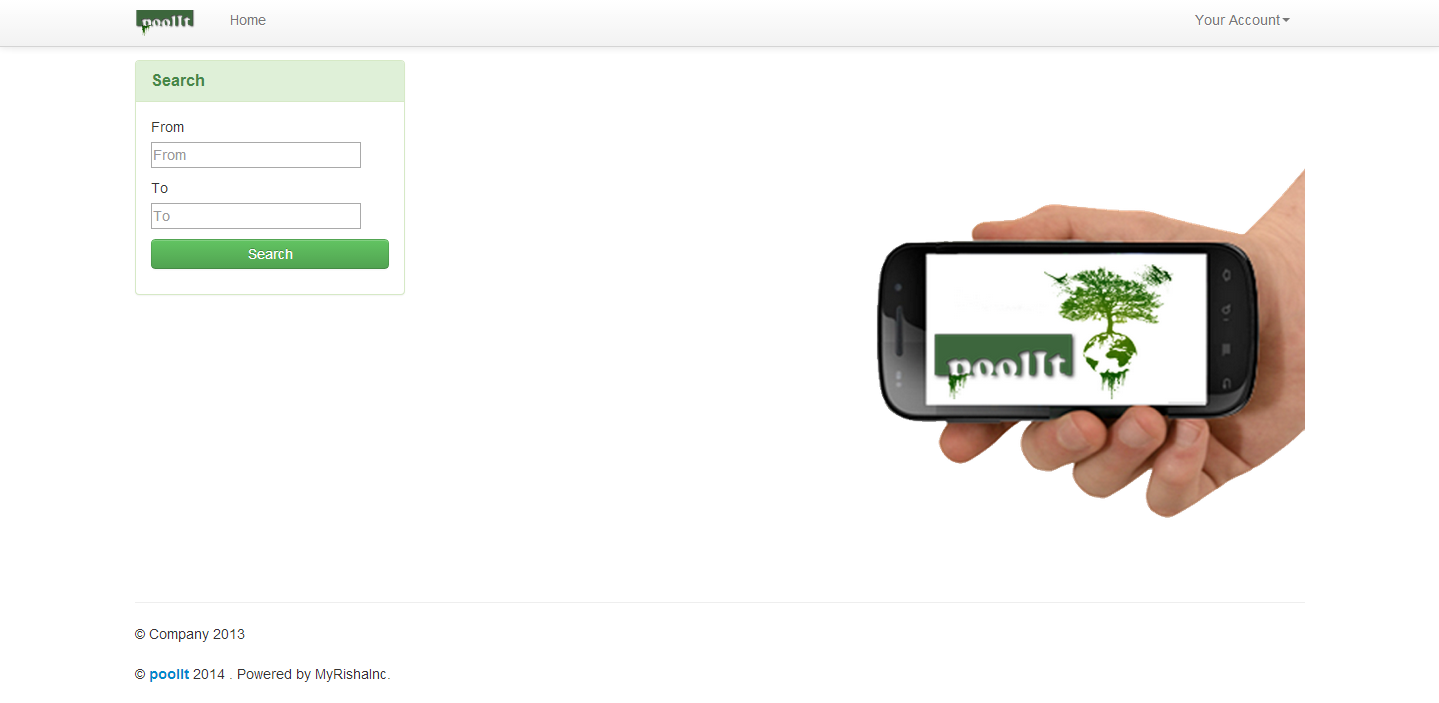 poolIt Home Your Account
Search
From
From
To
To
Search
poolIt
© Company 2013
© poolIt 2014 . Powered by MyRishaInc.